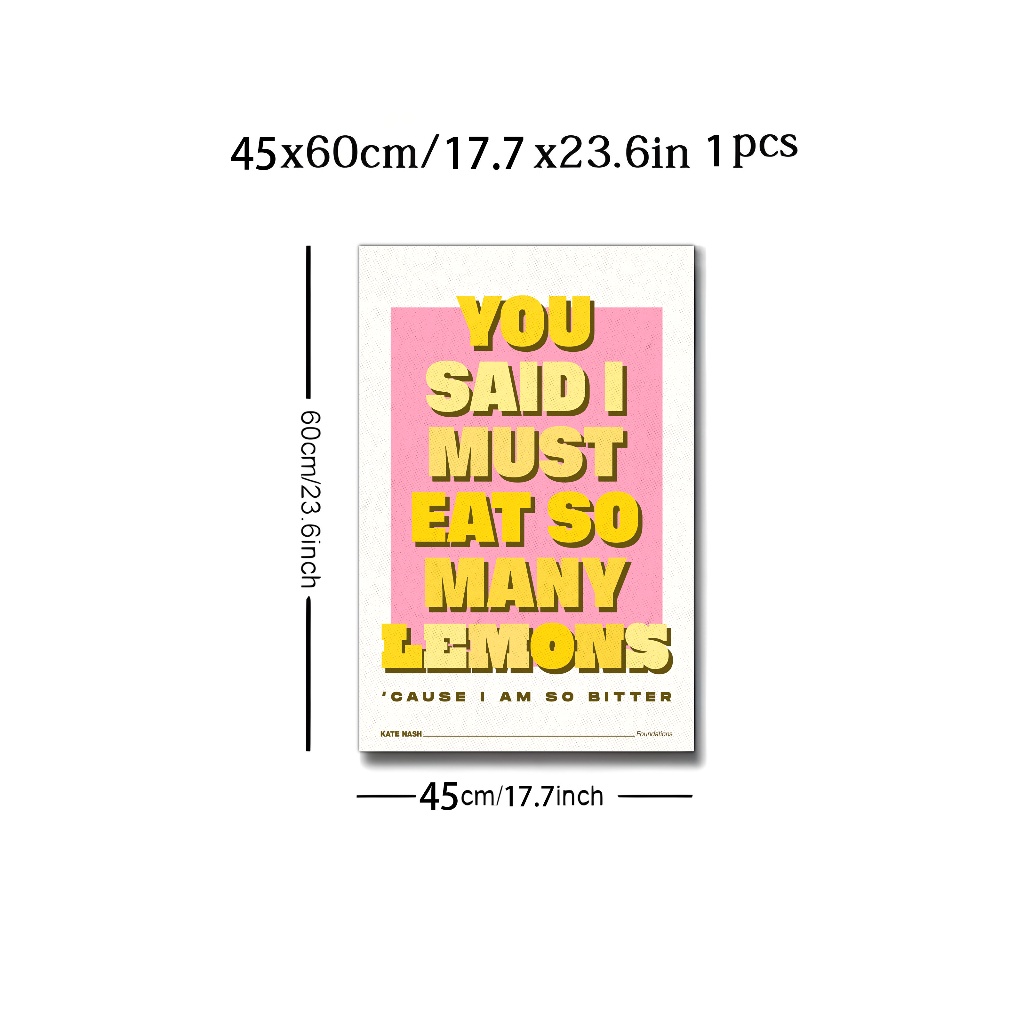 45x60cm/17.7 x23.6in 1pcs
60cm/23.6inch
YOU
SAID I
MUST
EAT SO
MANY
LEMONS
'CAUSE I AM SO BITTER
KATE NASH Foundations
45cm/17.7inch